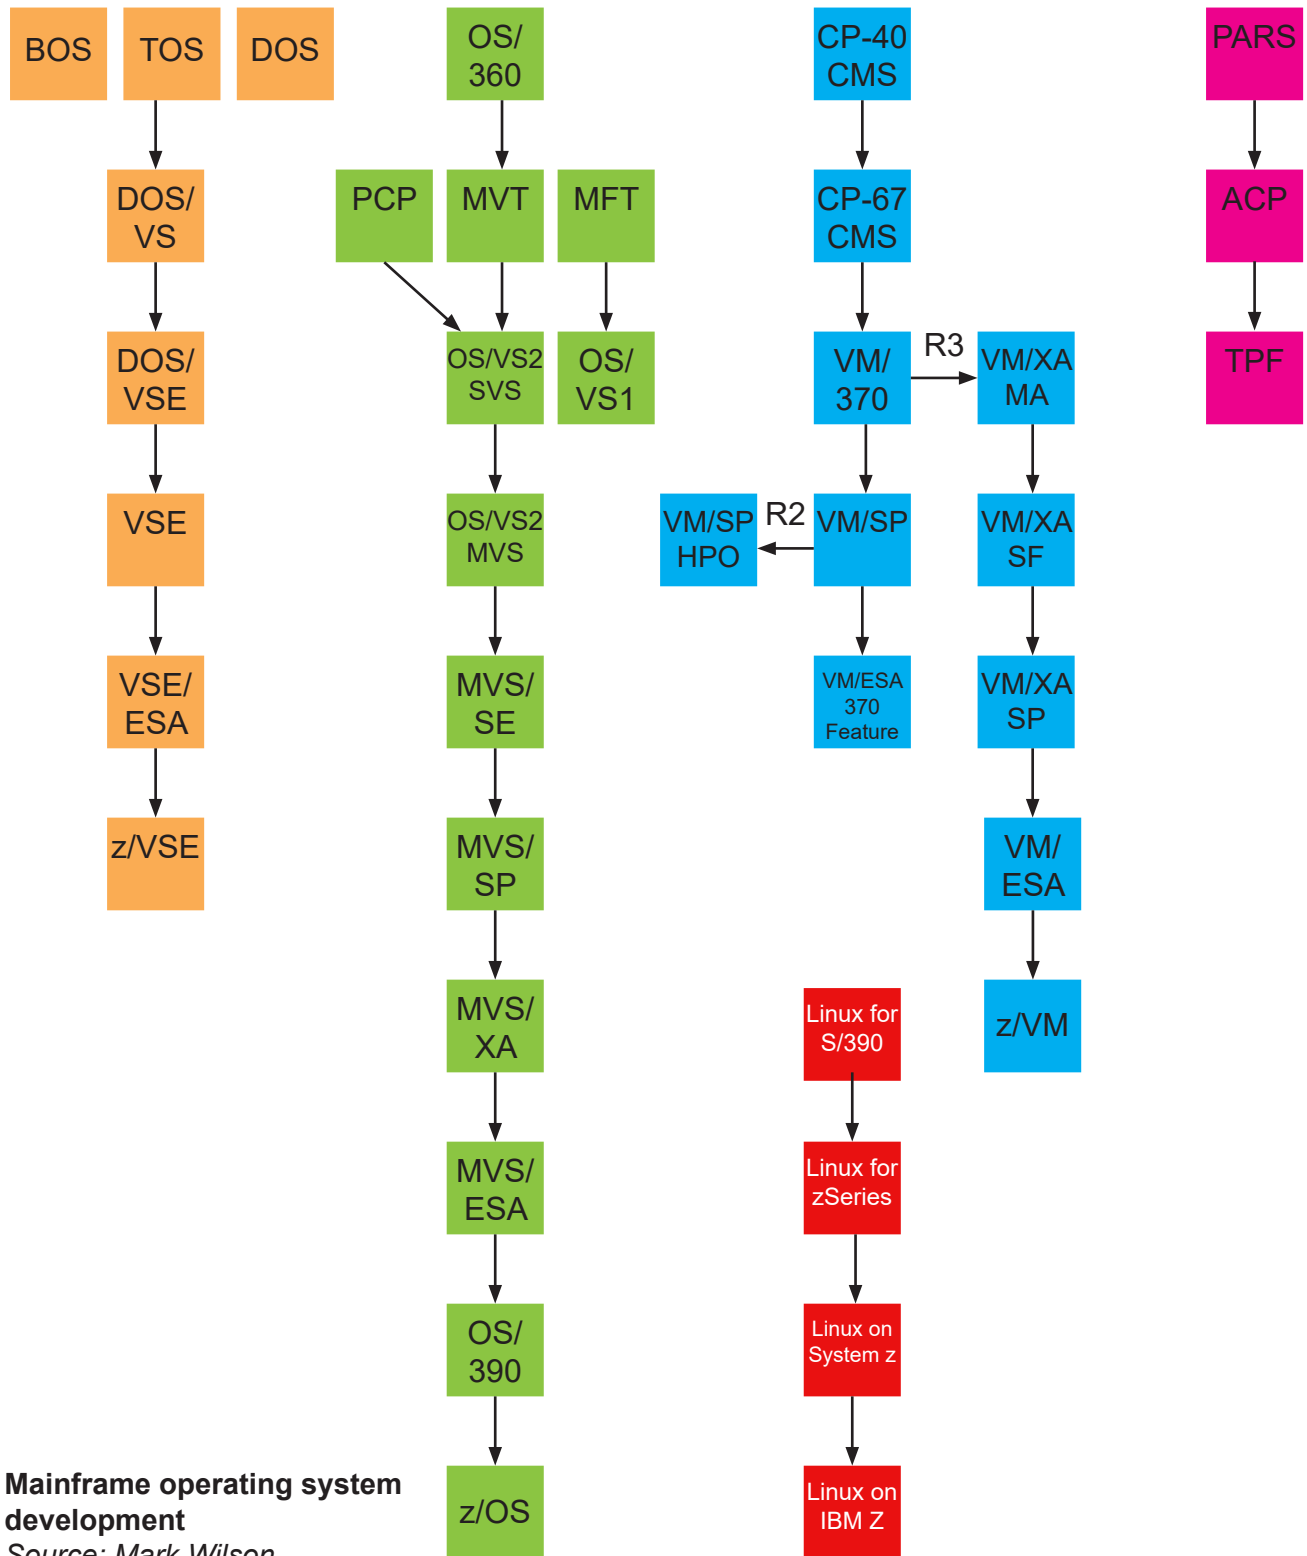 BOS
TOS
DOS
OS/
360
CP-40
CMS
PARS
DOS/
VS
PCP
MVT
MFT
CP-67
CMS
ACP
DOS/
VSE
OS/VS2
SVS
OS/
VS1
VM/
370
R3
VM/XA
MA
TPF
VSE
OS/VS2
MVS
VM/SP
HPO
R2
VM/SP
VM/XA
SF
VSE/
ESA
MVS/
SE
VM/ESA
370
Feature
VM/XA
SP
z/VSE
MVS/
SP
VM/
ESA
MVS/
XA
Linux for
S/390
z/VM
MVS/
ESA
Linux for
zSeries
OS/
390
Linux on
System z
z/OS
Linux on
IBM Z
Mainframe operating system
development
Source: Mark Wilson